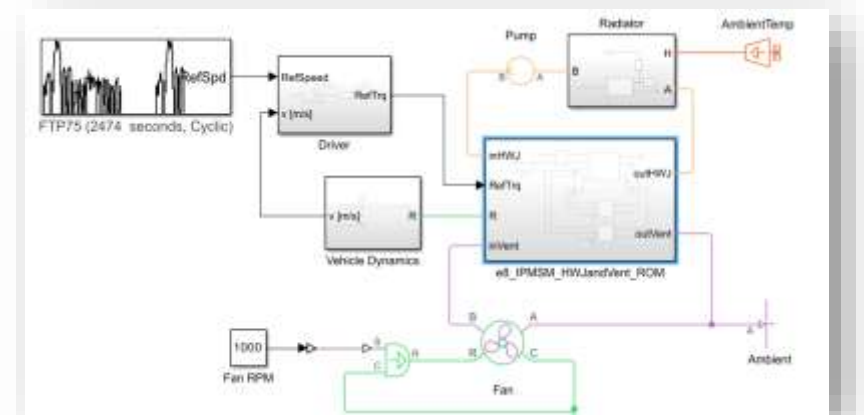 Radiator
AmbientTemp
Pump
RefSpd
RefSpeed
RefTrq
v [m/s]
B
A
B
H
A
FTP75 (2474 seconds, Cyclic)
Driver
inHWJ
outHWJ
RefTrq
v [m/s]
R
R
outVent
inVent
Vehicle Dynamics
e8_IPMSM_HWJandVent_ROM
B
A
A
1000
S
C
A
R
C
Ambient
Fan RPM
Fan